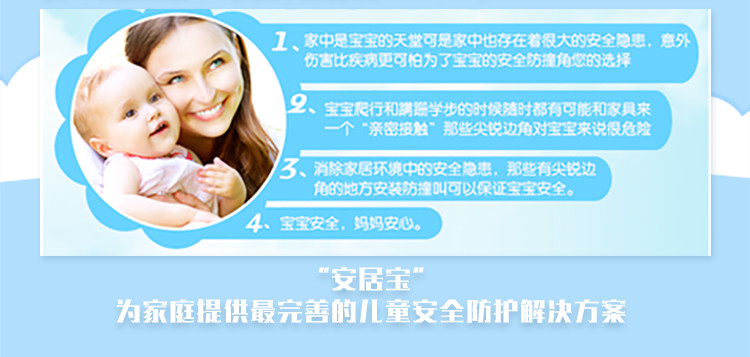 1、家中是宝宝的天堂可是家中也存在着很大的安全隐患，意外
伤害比疾病更可怕为了宝宝的安全防撞角您的选择
2、宝宝爬行和蹒跚学步的时候随时都有可能和家具来
一个“亲密接触”那些尖锐边角对宝宝来说很危险
3、消除家居环境中的安全隐患，那些有尖锐边
角的地方安装防撞叫可以保证宝宝安全。
4、宝宝安全，妈妈安心。
"安居宝"
为家庭提供最完善的儿童安全防护解决方案